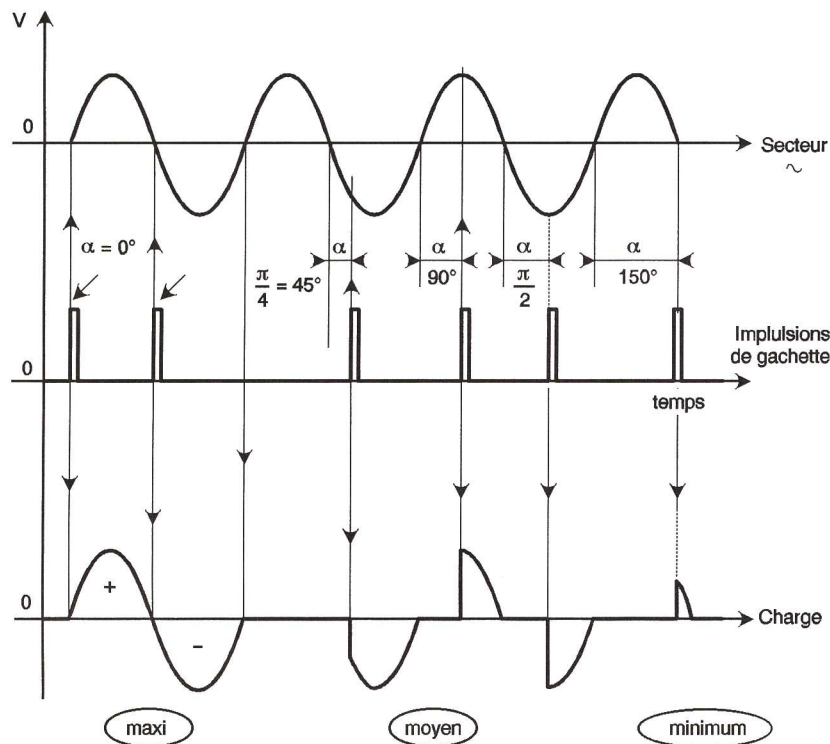 V
0
Secteur
~
α = 0°
α
α
α
α
π/4 = 45°
90°
π/2
150°
Implulsions
de gachette
0
temps
+
-
0
Charge
maxi
moyen
minimum